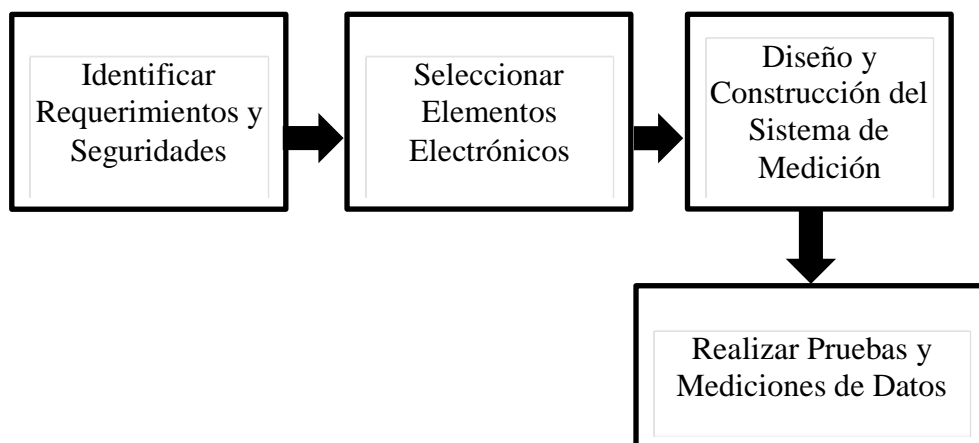 Identificar
Requerimientos y
Seguridades
Seleccionar
Elementos
Electrónicos
Diseño y
Construcción del
Sistema de
Medición
Realizar Pruebas y
Mediciones de Datos